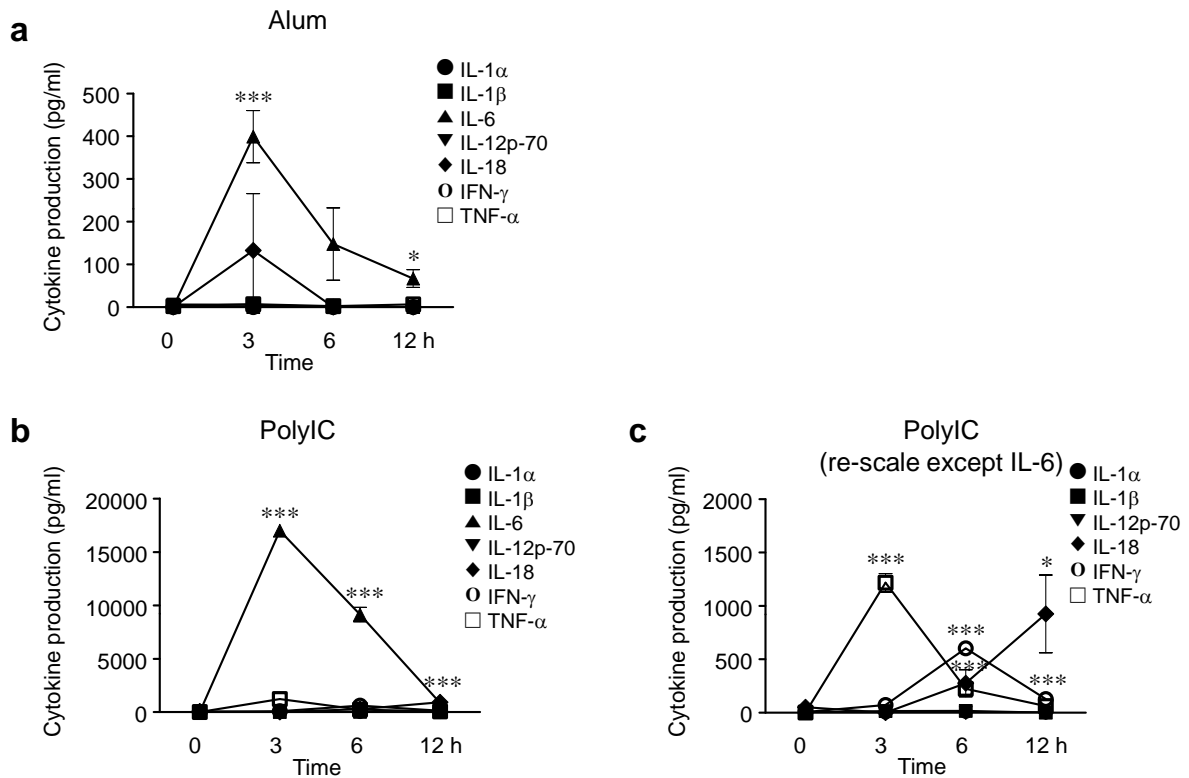 a
Alum
Cytokine production (pg/ml)
500
400
300
200
100
0
***
*
0 3 6 12 h
Time
IL-1α
IL-1β
IL-6
IL-12p-70
IL-18
IFN-γ
TNF-α
b
PolyIC
Cytokine production (pg/ml)
20000
15000
10000
5000
0
***
***
***
0 3 6 12 h
Time
IL-1α
IL-1β
IL-6
IL-12p-70
IL-18
IFN-γ
TNF-α
c
PolyIC
(re-scale except IL-6)
Cytokine production (pg/ml)
2000
1500
1000
500
0
***
*
***
***
***
0 3 6 12 h
Time
IL-1α
IL-1β
IL-12p-70
IL-18
IFN-γ
TNF-α